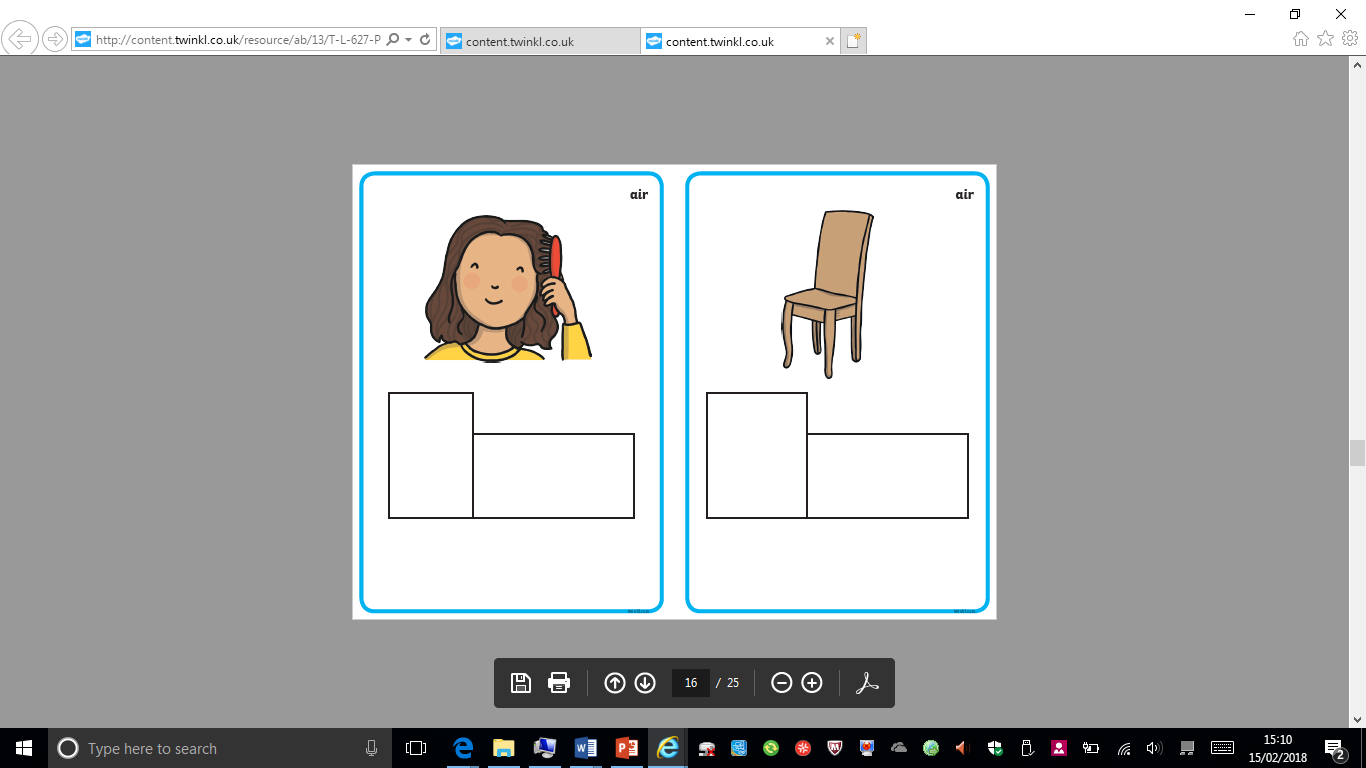 http://content.twinkl.co.uk/resource/ab/13/T-L-627-P
content.twinkl.co.uk
content.twinkl.co.uk
air
air
16 / 25
Type here to search
15:10
15/02/2018
2